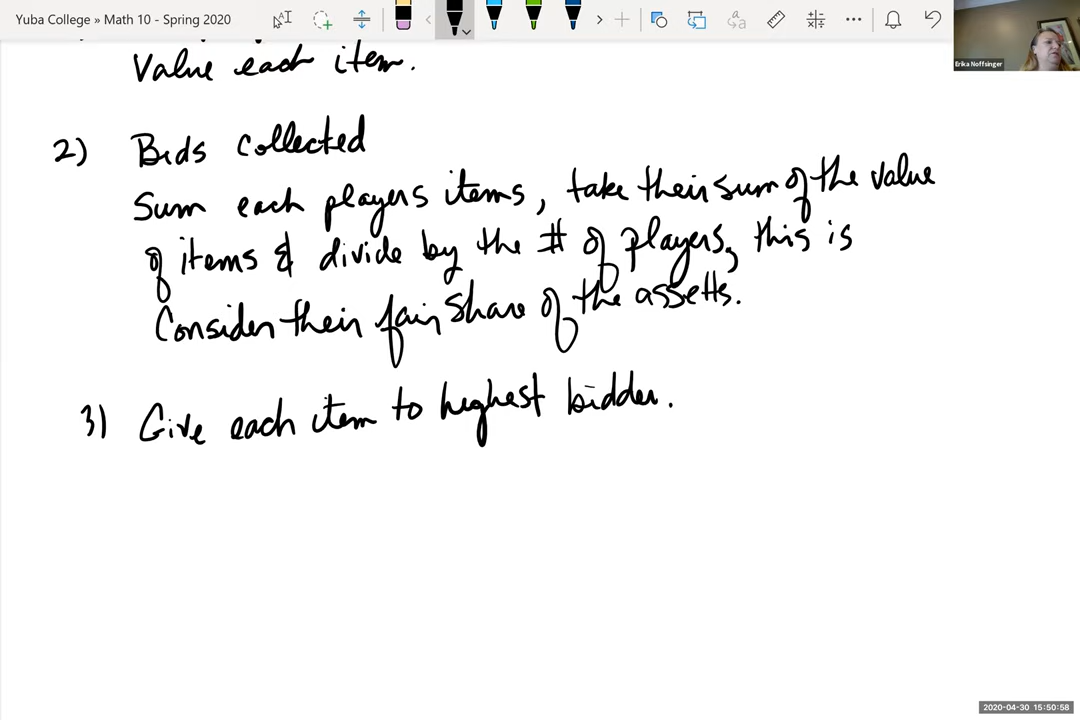 Yuba College » Math 10 - Spring 2020
Erika Noffsinger
Value each item.
2) Bids collected
Sum each players items, take their sum of the value
of items & divide by the # of players, this is
Consider their fair share of the assetts.
3) Give each item to highest bidder.
2020-04-30 15:50:58